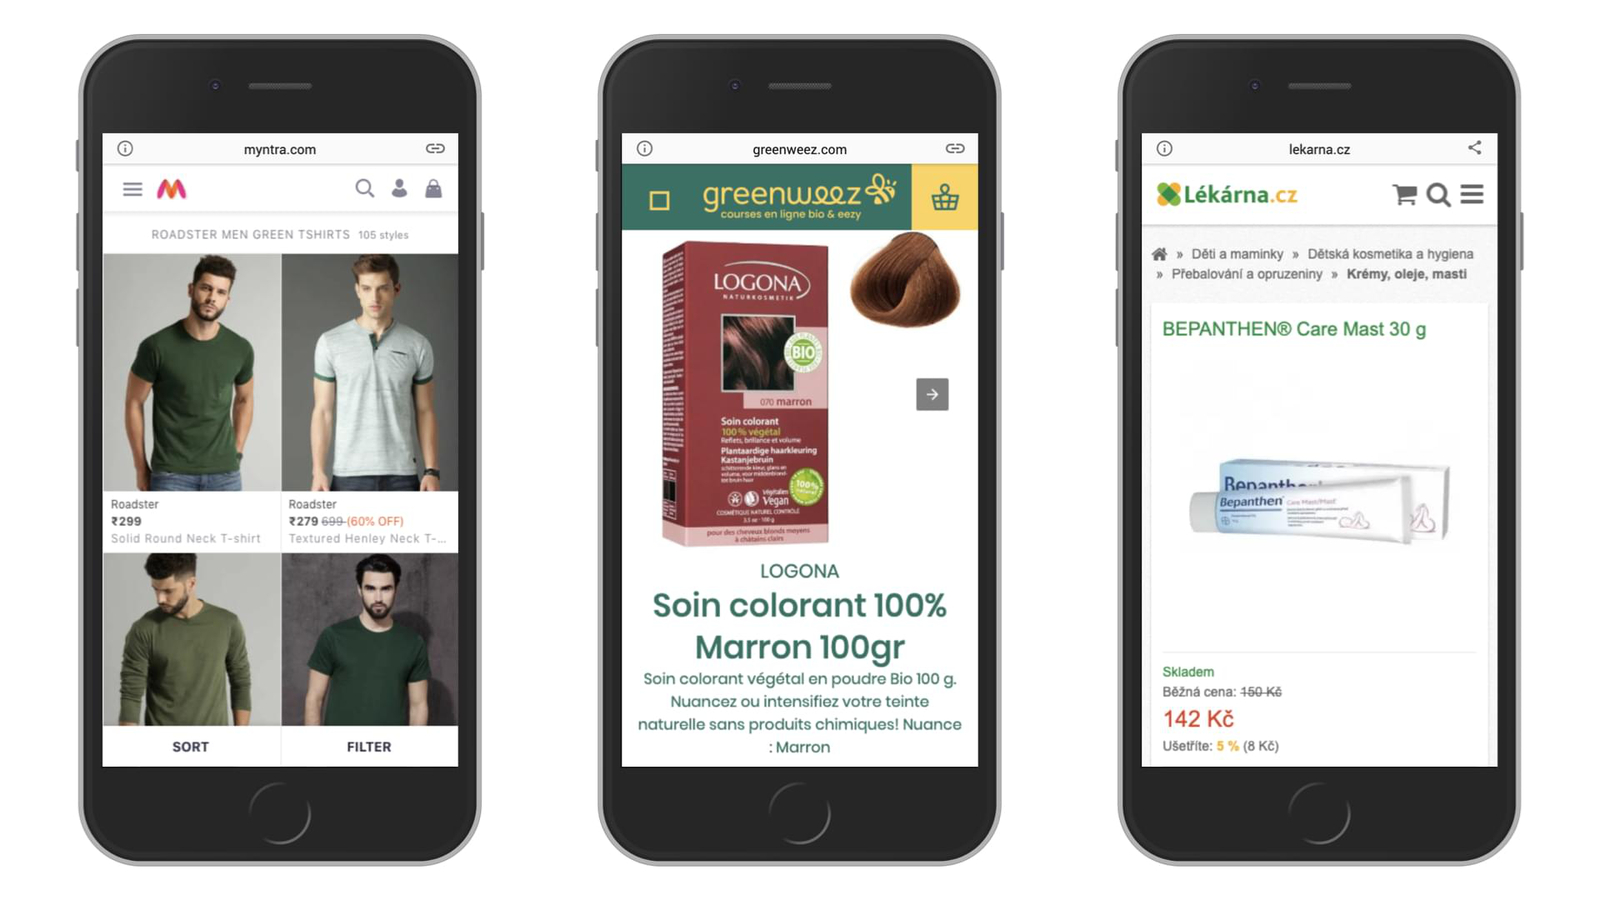 myntra.com
ROADSTER MEN GREEN TSHIRTS 105 styles
Roadster
₹299
Solid Round Neck T-shirt
Roadster
₹279 699 (60% OFF)
Textured Henley Neck T-...
SORT
FILTER
greenweez.com
greenweez
courses en ligne bio & eezy
LOGONA
NATURKOSMETIK
BIO
070 marron
Soin colorant
100% végétal
Reflets, brillance et volume
Plantaardige haarkleuring
Kastanjebruin
Végétalien
Vegan
100%
COSMÉTIQUE NATUREL CONTRÔLÉ
3.5 oz · 100 g
pour des cheveux blonds moyens
à châtains clairs
LOGONA
Soin colorant 100%
Marron 100gr
Soin colorant végétal en poudre Bio 100 g.
Nuancez ou intensifiez votre teinte
naturelle sans produits chimiques! Nuance
: Marron
lekarna.cz
Lékárna.cz
» Děti a maminky » Dětská kosmetika a hygiena
» Přebalování a opruzeniny » Krémy, oleje, masti
BEPANTHEN® Care Mast 30 g
Bepanthen
Bepanthen Care Mast/Masť
Skladem
Běžná cena: 150 Kč
142 Kč
Ušetříte: 5 % (8 Kč)